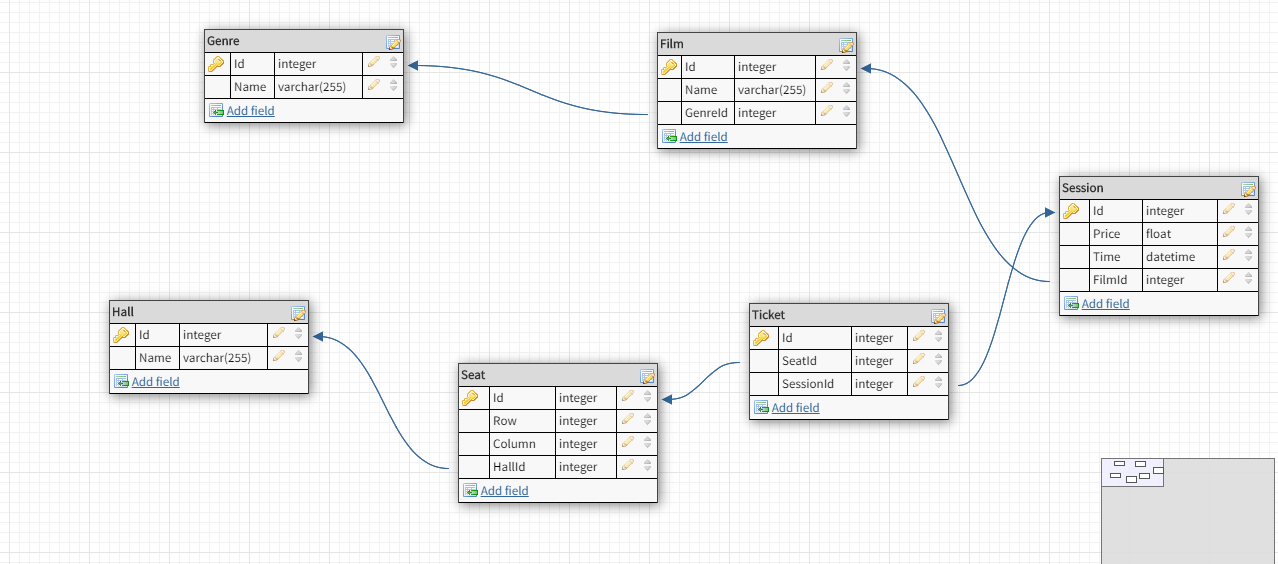 Genre
Id integer
Name varchar(255)
Add field
Film
Id integer
Name varchar(255)
GenreId integer
Add field
Session
Id integer
Price float
Time datetime
FilmId integer
Add field
Hall
Id integer
Name varchar(255)
Add field
Ticket
Id integer
SeatId integer
SessionId integer
Add field
Seat
Id integer
Row integer
Column integer
HallId integer
Add field